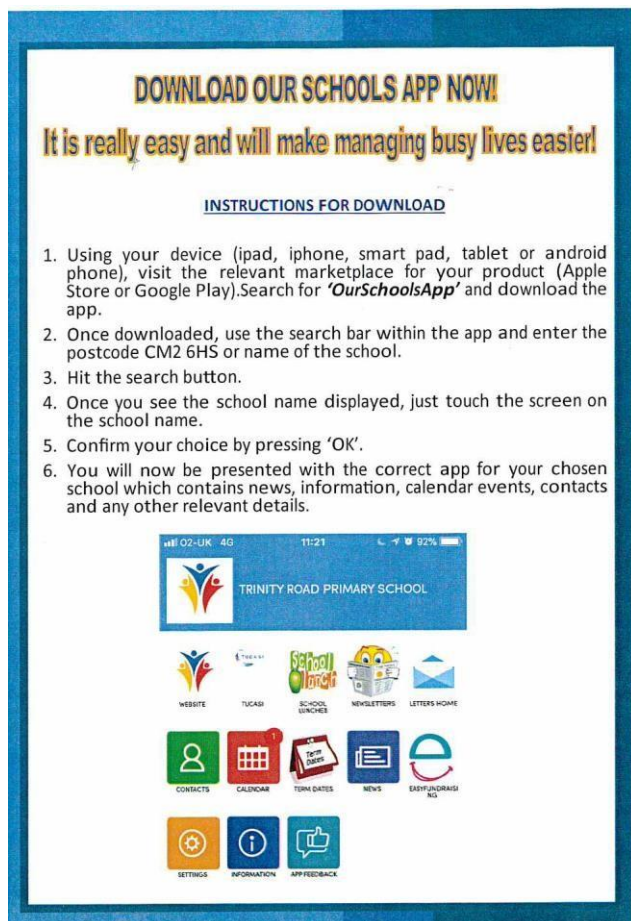 DOWNLOAD OUR SCHOOLS APP NOW!
It is really easy and will make managing busy lives easier!
INSTRUCTIONS FOR DOWNLOAD
1. Using your device (ipad, iphone, smart pad, tablet or android
phone), visit the relevant marketplace for your product (Apple
Store or Google Play).Search for 'OurSchoolsApp' and download the
app.
2. Once downloaded, use the search bar within the app and enter the
postcode CM2 6HS or name of the school.
3. Hit the search button.
4. Once you see the school name displayed, just touch the screen on
the school name.
5. Confirm your choice by pressing 'OK'.
6. You will now be presented with the correct app for your chosen
school which contains news, information, calendar events, contacts
and any other relevant details.
O2-UK 4G 11:21 92%
TRINITY ROAD PRIMARY SCHOOL
TUCASI
School
lunch
WEBSITE TUCASI SCHOOL LUNCHES NEWSLETTERS LETTERS HOME
1
Term
Dates
CONTACTS CALENDAR TERM DATES NEWS EASYFUNDRAISI
NG
SETTINGS INFORMATION APP FEEDBACK